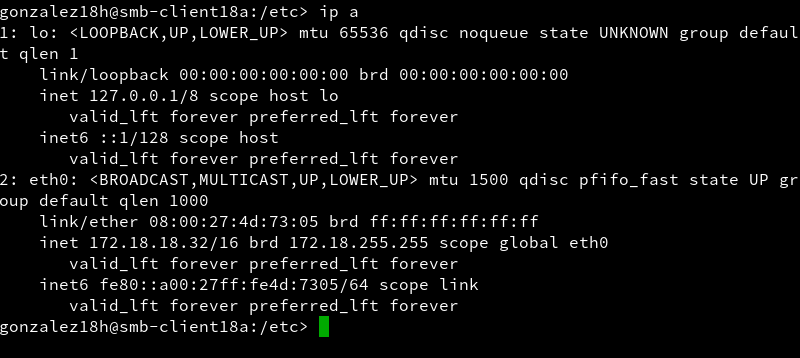 gonzalez18h@smb-client18a:/etc> ip a
1: lo: <LOOPBACK,UP,LOWER_UP> mtu 65536 qdisc noqueue state UNKNOWN group defaul
t qlen 1
    link/loopback 00:00:00:00:00:00 brd 00:00:00:00:00:00
    inet 127.0.0.1/8 scope host lo
       valid_lft forever preferred_lft forever
    inet6 ::1/128 scope host
       valid_lft forever preferred_lft forever
2: eth0: <BROADCAST,MULTICAST,UP,LOWER_UP> mtu 1500 qdisc pfifo_fast state UP gr
oup default qlen 1000
    link/ether 08:00:27:4d:73:05 brd ff:ff:ff:ff:ff:ff
    inet 172.18.18.32/16 brd 172.18.255.255 scope global eth0
       valid_lft forever preferred_lft forever
    inet6 fe80::a00:27ff:fe4d:7305/64 scope link
       valid_lft forever preferred_lft forever
gonzalez18h@smb-client18a:/etc>